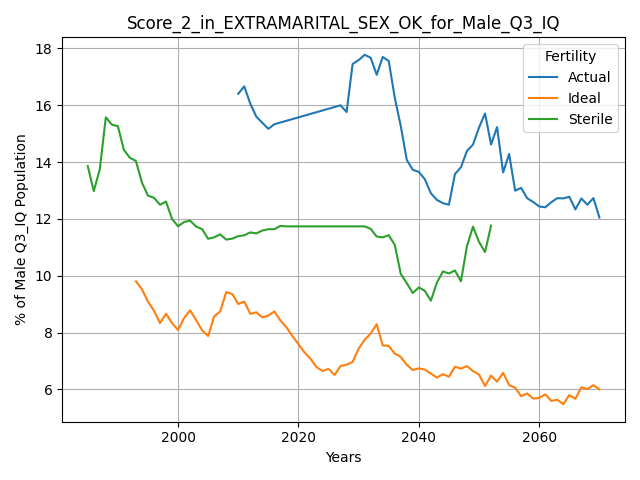 Score_2_in_EXTRAMARITAL_SEX_OK_for_Male_Q3_IQ
Fertility
Actual
Ideal
Sterile
% of Male Q3_IQ Population
18
16
14
12
10
8
6
2000
2020
2040
2060
Years